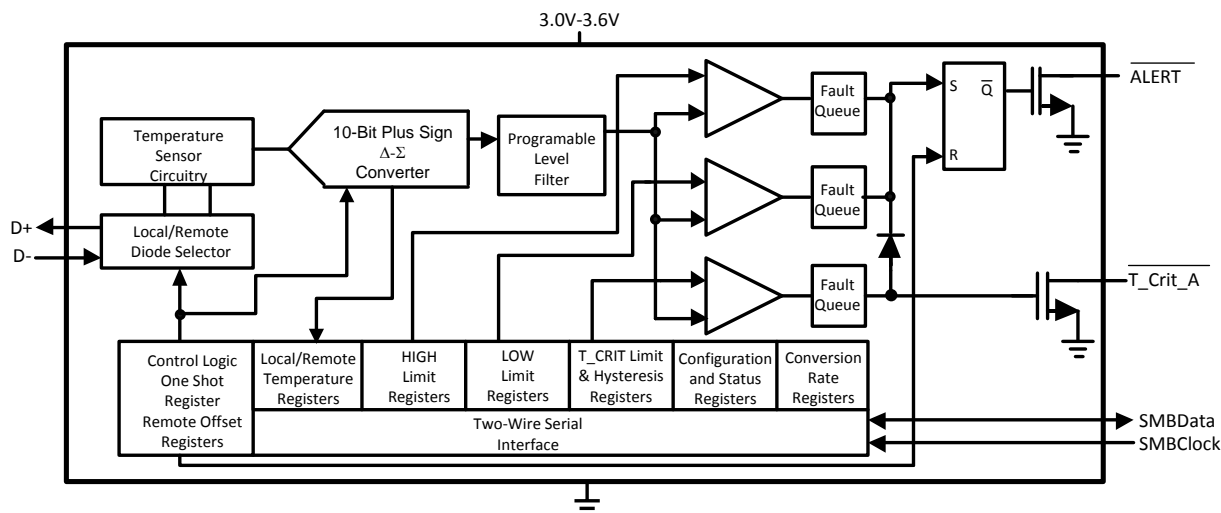 3.0V-3.6V
ALERT
Fault
Queue
S
Q
R
10-Bit Plus Sign
Δ-Σ
Converter
Temperature
Sensor
Circuitry
Programable
Level
Filter
Fault
Queue
D+
D-
Local/Remote
Diode Selector
Fault
Queue
T_Crit_A
Control Logic
One Shot
Register
Remote Offset
Registers
Local/Remote
Temperature
Registers
HIGH
Limit
Registers
LOW
Limit
Registers
T_CRIT Limit
& Hysteresis
Registers
Configuration
and Status
Registers
Conversion
Rate
Registers
Two-Wire Serial
Interface
SMBData
SMBClock